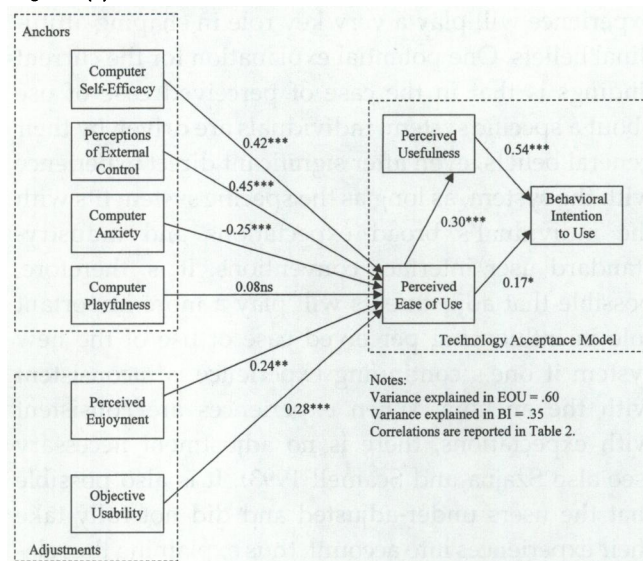 Anchors
Computer
Self-Efficacy
Perceptions
of External
Control
Computer
Anxiety
Computer
Playfulness
0.42***
0.45***
-0.25***
0.08ns
0.24**
0.28***
Perceived
Enjoyment
Objective
Usability
Adjustments
Perceived
Usefulness
0.54***
0.30***
Behavioral
Intention
to Use
0.17*
Perceived
Ease of Use
Technology Acceptance Model
Notes:
Variance explained in EOU = .60
Variance explained in BI = .35
Correlations are reported in Table 2.